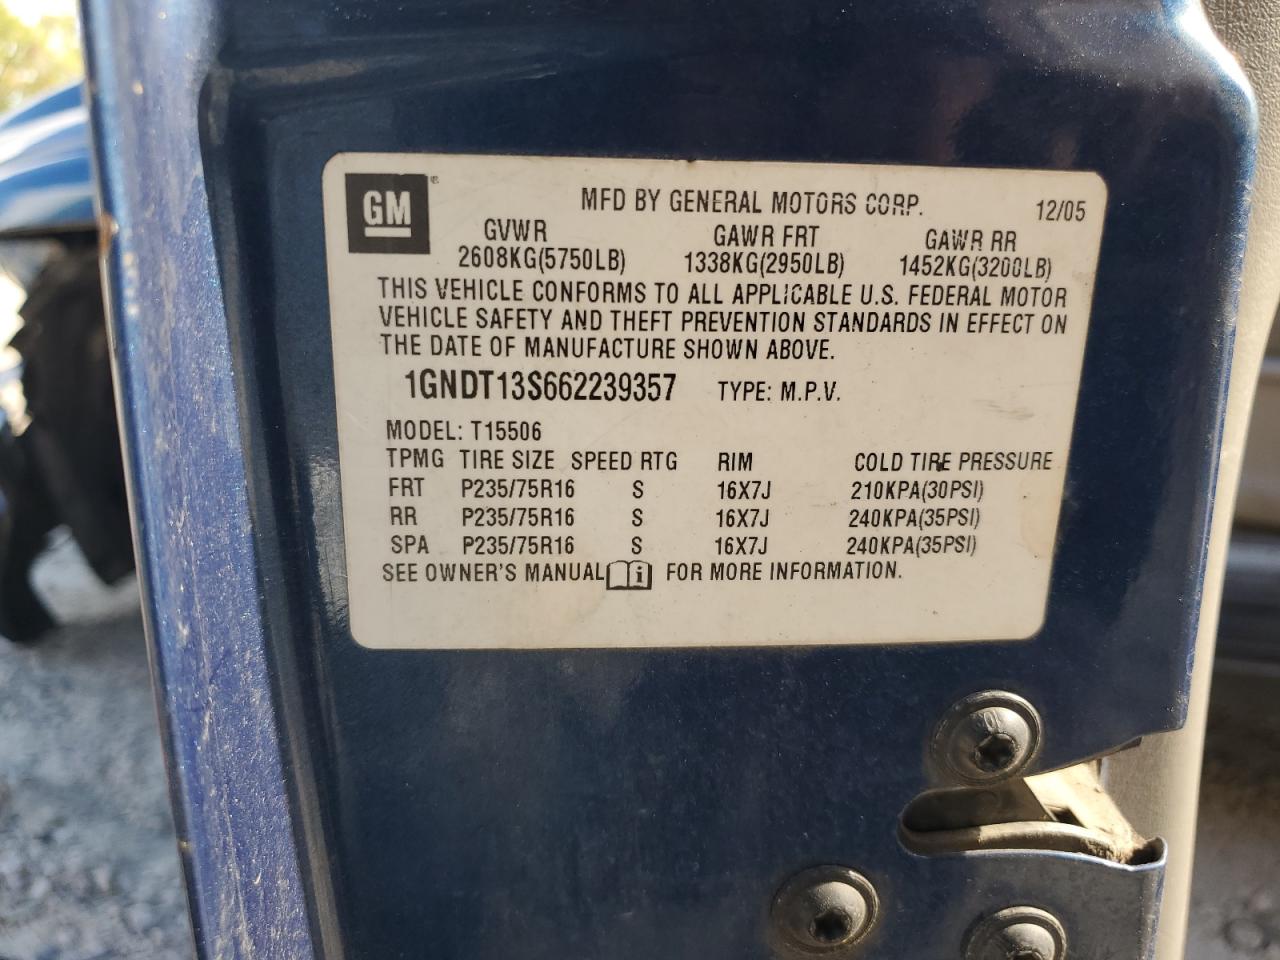 GM®
MFD BY GENERAL MOTORS CORP. 12/05
GVWR GAWR FRT GAWR RR
2608KG(5750LB) 1338KG(2950LB) 1452KG(3200LB)
THIS VEHICLE CONFORMS TO ALL APPLICABLE U.S. FEDERAL MOTOR
VEHICLE SAFETY AND THEFT PREVENTION STANDARDS IN EFFECT ON
THE DATE OF MANUFACTURE SHOWN ABOVE.
1GNDT13S662239357 TYPE: M.P.V.
MODEL: T15506
TPMG TIRE SIZE SPEED RTG RIM COLD TIRE PRESSURE
FRT P235/75R16 S 16X7J 210KPA(30PSI)
RR P235/75R16 S 16X7J 240KPA(35PSI)
SPA P235/75R16 S 16X7J 240KPA(35PSI)
SEE OWNER'S MANUAL i FOR MORE INFORMATION.